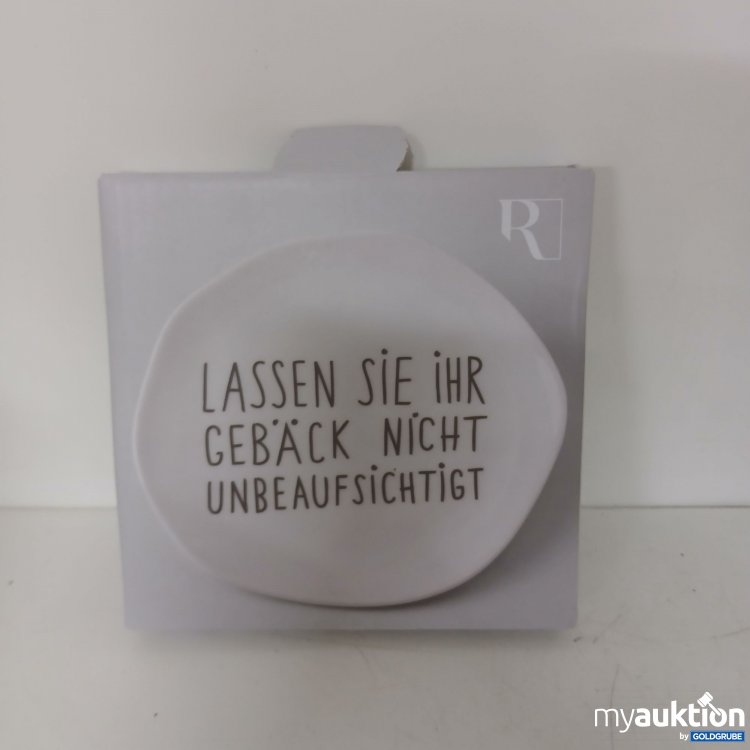 R
LASSEN SiE iHR
GEBÄCK NiCHT
UNBEAUFSiCHTiGT
myauktion
by GOLDGRUBE